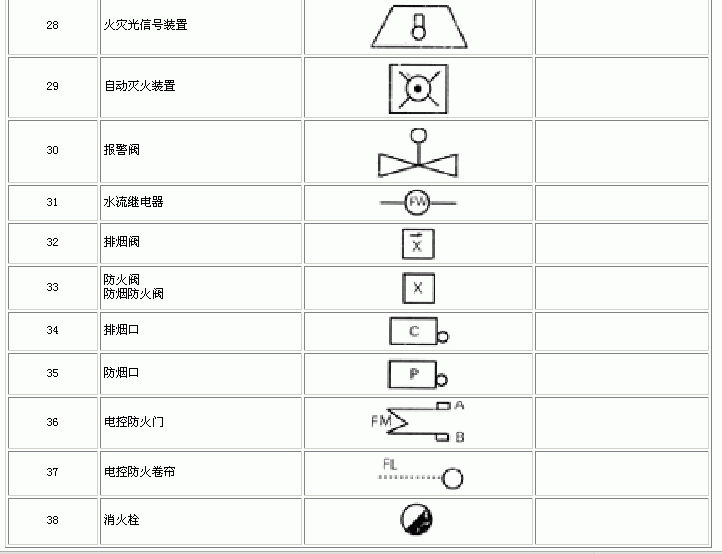 28 火灾光信号装置
29 自动灭火装置
30 报警阀
31 水流继电器 FW
32 排烟阀 X
33 防火阀
防烟防火阀 X
34 排烟口 C
35 防烟口 P
36 电控防火门 FM A
B
37 电控防火卷帘 FL
38 消火栓